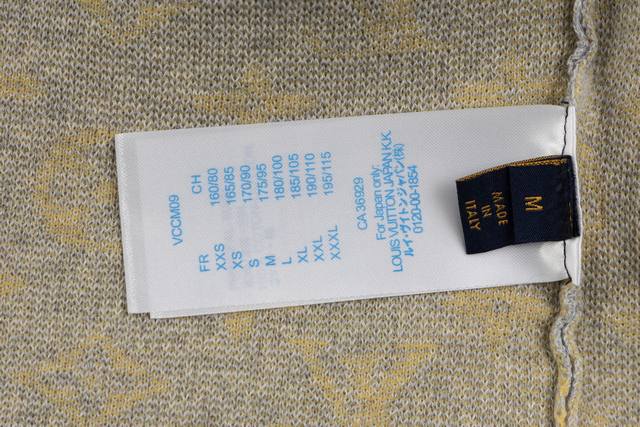 VCCM09
FR CH
XXS 160/80
XS 165/85
S 170/90
M 175/95
L 180/100
XL 185/105
XXL 190/110
XXXL 195/115
CA 36929
For Japan only:
LOUIS VUITTON JAPAN K.K.
ルイ・ヴィトンジャパン(株)
0120-00-1854
M
MADE
IN
ITALY